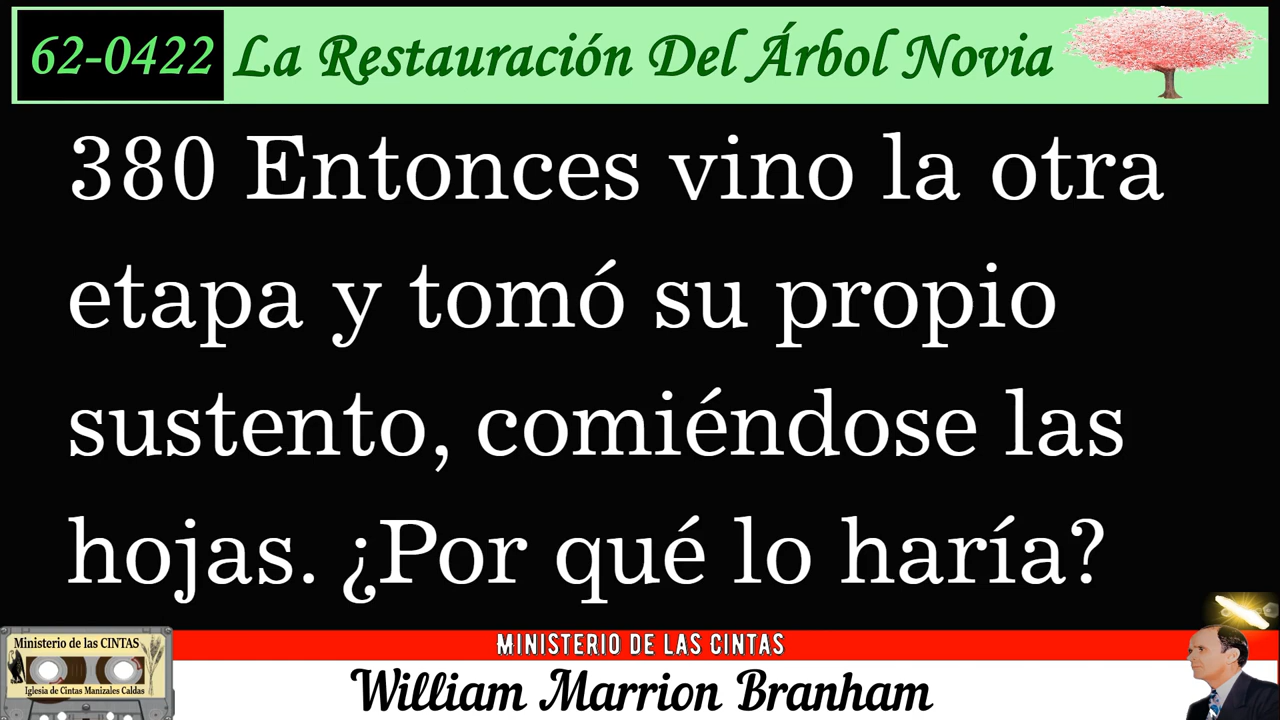 62-0422 La Restauración Del Árbol Novia
380 Entonces vino la otra
etapa y tomó su propio
sustento, comiéndose las
hojas. ¿Por qué lo haría?
MINISTERIO DE LAS CINTAS
Ministerio de las CINTAS
Iglesia de Cintas Manizales Caldas
William Marrion Branham